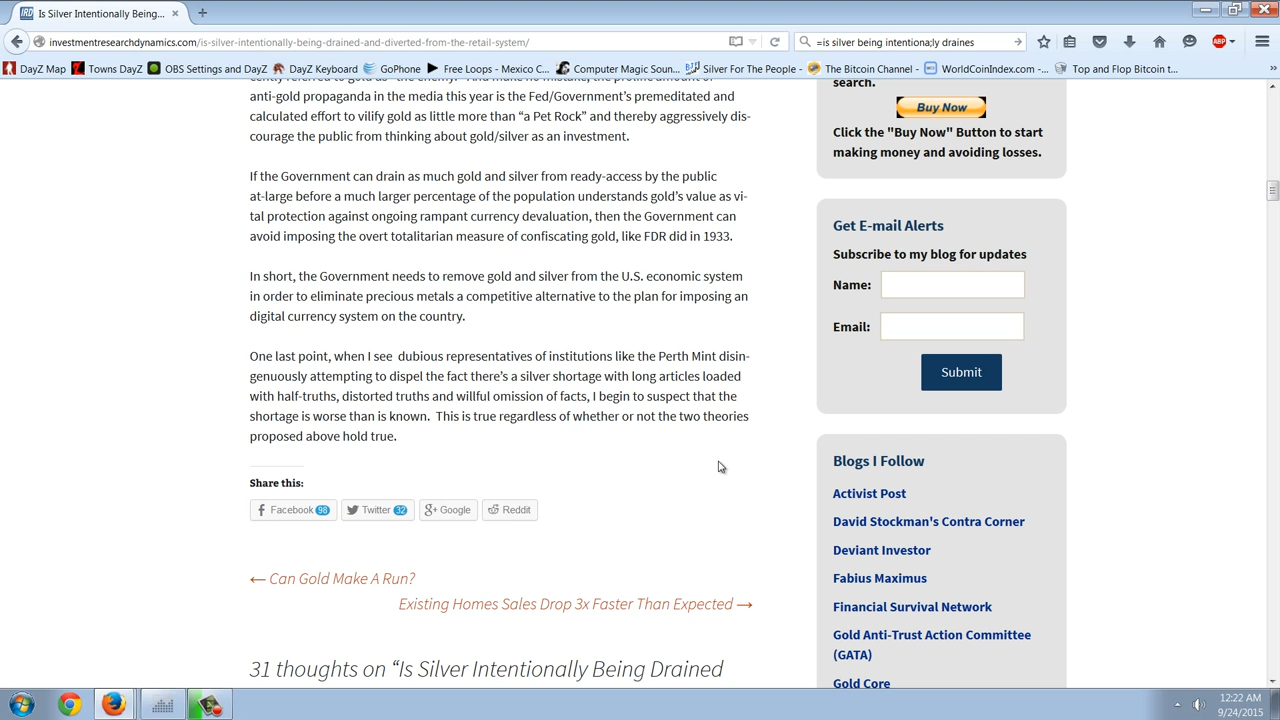 IRD Is Silver Intentionally Being...
investmentresearchdynamics.com/is-silver-intentionally-being-drained-and-diverted-from-the-retail-system/
=is silver being intentiona;ly draines
ABP
DayZ Map
Towns DayZ
OBS Settings and DayZ
DayZ Keyboard
GoPhone
Free Loops - Mexico C...
Computer Magic Soun...
Silver For The People - ...
The Bitcoin Channel - ...
WorldCoinIndex.com -...
Top and Flop Bitcoin t...
anti-gold propaganda in the media this year is the Fed/Government's premeditated and
calculated effort to vilify gold as little more than “a Pet Rock” and thereby aggressively dis-
courage the public from thinking about gold/silver as an investment.
If the Government can drain as much gold and silver from ready-access by the public
at-large before a much larger percentage of the population understands gold's value as vi-
tal protection against ongoing rampant currency devaluation, then the Government can
avoid imposing the overt totalitarian measure of confiscating gold, like FDR did in 1933.
In short, the Government needs to remove gold and silver from the U.S. economic system
in order to eliminate precious metals a competitive alternative to the plan for imposing an
digital currency system on the country.
One last point, when I see  dubious representatives of institutions like the Perth Mint disin-
genuously attempting to dispel the fact there's a silver shortage with long articles loaded
with half-truths, distorted truths and willful omission of facts, I begin to suspect that the
shortage is worse than is known.  This is true regardless of whether or not the two theories
proposed above hold true.
Share this:
Facebook 98
Twitter 32
Google
Reddit
← Can Gold Make A Run?
Existing Homes Sales Drop 3x Faster Than Expected →
31 thoughts on “Is Silver Intentionally Being Drained
search.
Buy Now
Click the "Buy Now" Button to start
making money and avoiding losses.
Get E-mail Alerts
Subscribe to my blog for updates
Name:
Email:
Submit
Blogs I Follow
Activist Post
David Stockman's Contra Corner
Deviant Investor
Fabius Maximus
Financial Survival Network
Gold Anti-Trust Action Committee
(GATA)
Gold Core
12:22 AM
9/24/2015